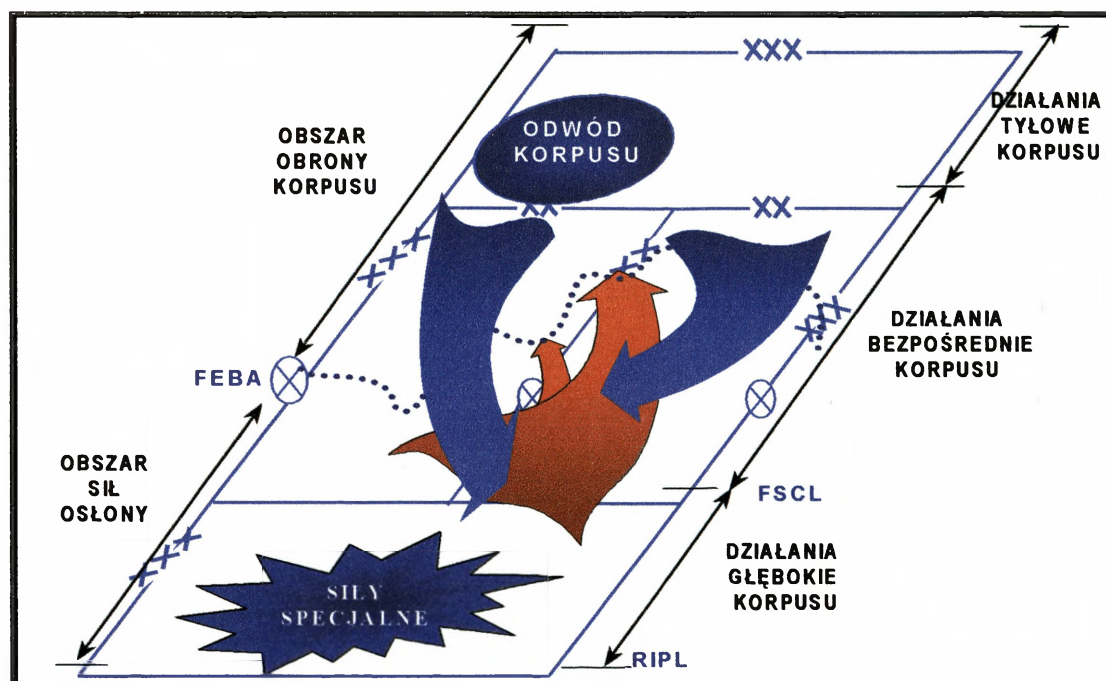 XXX
DZIAŁANIA
TYŁOWE
KORPUSU
OBSZAR
OBRONY
KORPUSU
ODWÓD
KORPUSU
XX
XX
XXX
XX
XXX
DZIAŁANIA
BEZPOŚREDNIE
KORPUSU
FEBA
OBSZAR
SIŁ
OSŁONY
FSCL
XXX
DZIAŁANIA
GŁĘBOKIE
KORPUSU
SIŁY
SPECJALNE
RIPL